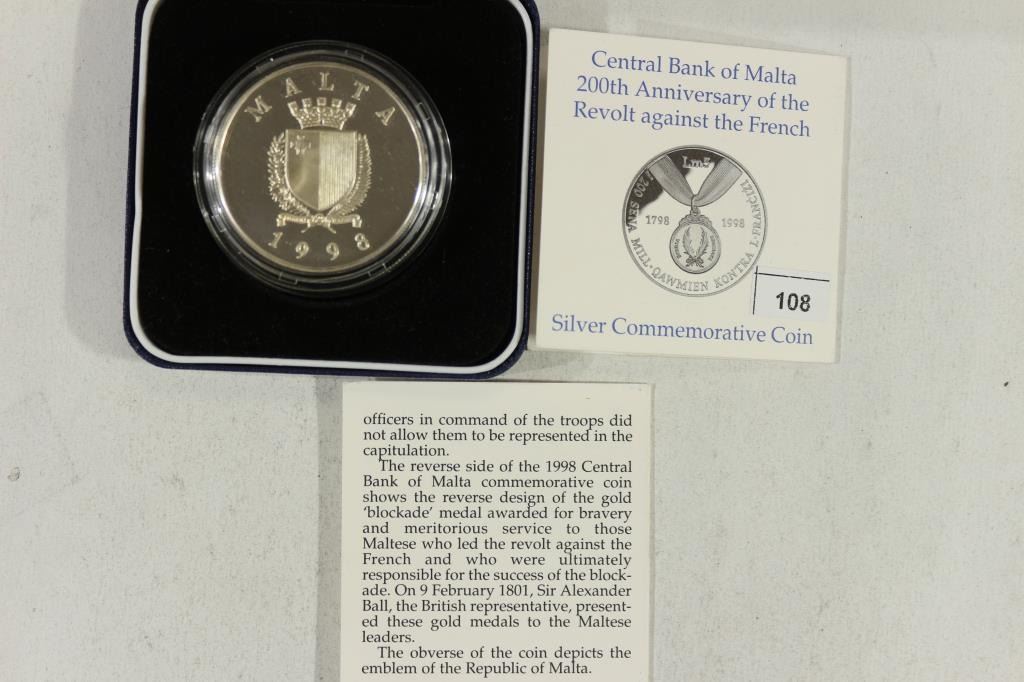 MALTA
1998
Central Bank of Malta
200th Anniversary of the
Revolt against the French
Lm5
200 SENA MILL-QAWMIEN KONTRA L-FRANĊIŻI
1798 1998
108
Silver Commemorative Coin
officers in command of the troops did
not allow them to be represented in the
capitulation.
The reverse side of the 1998 Central
Bank of Malta commemorative coin
shows the reverse design of the gold
‘blockade’ medal awarded for bravery
and meritorious service to those
Maltese who led the revolt against the
French and who were ultimately
responsible for the success of the block-
ade. On 9 February 1801, Sir Alexander
Ball, the British representative, present-
ed these gold medals to the Maltese
leaders.
The obverse of the coin depicts the
emblem of the Republic of Malta.